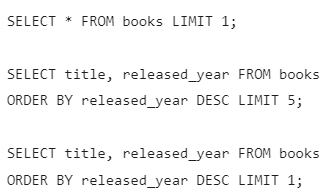 SELECT * FROM books LIMIT 1;
SELECT title, released_year FROM books
ORDER BY released_year DESC LIMIT 5;
SELECT title, released_year FROM books
ORDER BY released_year DESC LIMIT 1;